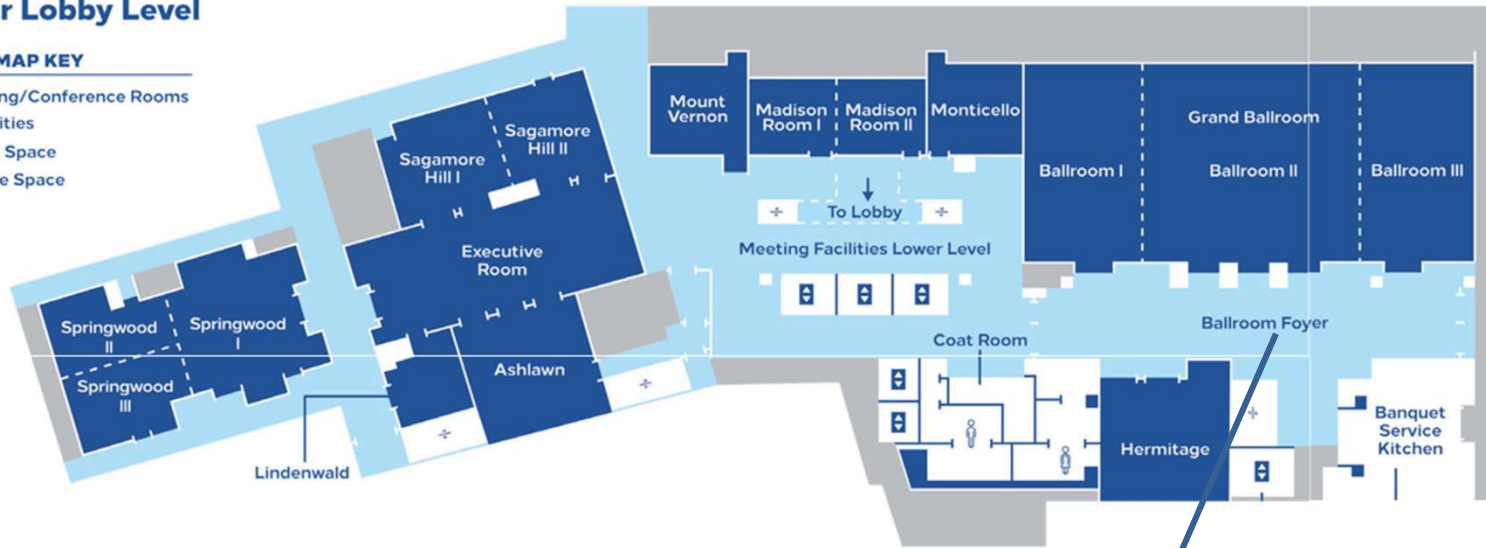 r Lobby Level
MAP KEY
ng/Conference Rooms
ities
Space
e Space
Mount
Vernon
Madison
Room I
Madison
Room II
Monticello
Grand Ballroom
Ballroom I
Ballroom II
Ballroom III
Sagamore
Hill II
Sagamore
Hill I
To Lobby
Meeting Facilities Lower Level
Executive
Room
Springwood
II
Springwood
I
Springwood
III
Ashlawn
Lindenwald
Ballroom Foyer
Coat Room
Hermitage
Banquet
Service
Kitchen